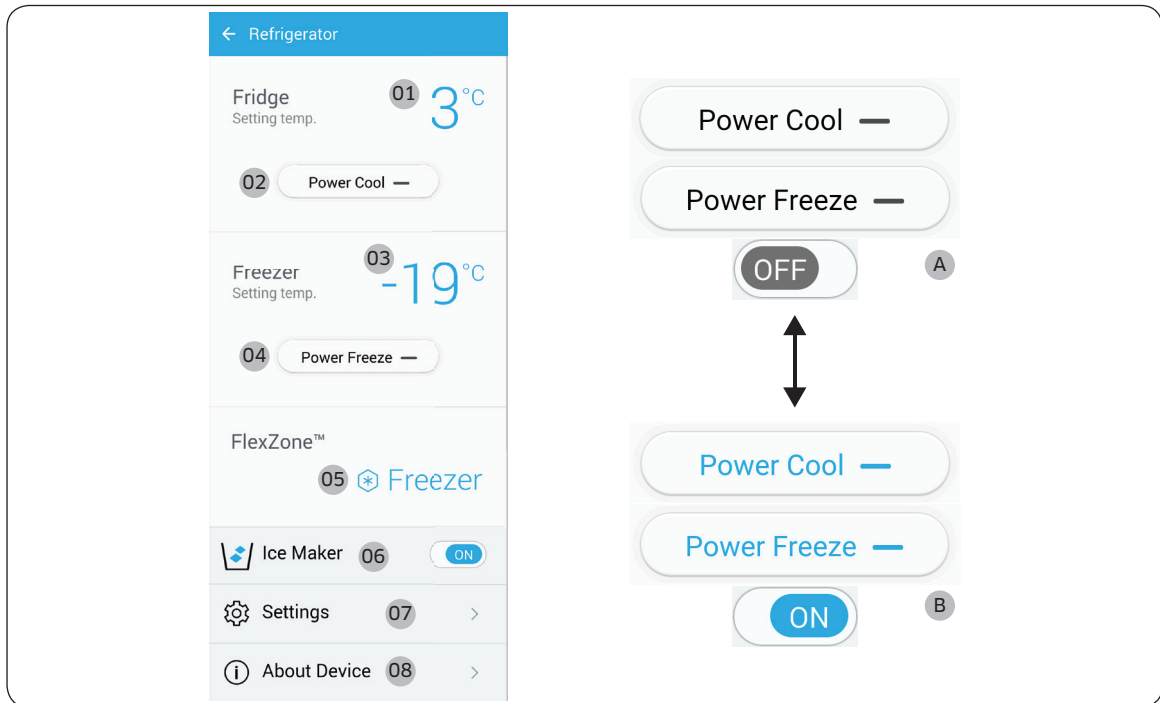 ← Refrigerator
Fridge 01 3°C
Setting temp.
02 Power Cool —
Freezer 03 -19°C
Setting temp.
04 Power Freeze —
FlexZone™
05 Freezer
Ice Maker 06 ON
Settings 07 >
About Device 08 >
Power Cool —
Power Freeze —
OFF A
Power Cool —
Power Freeze —
ON B